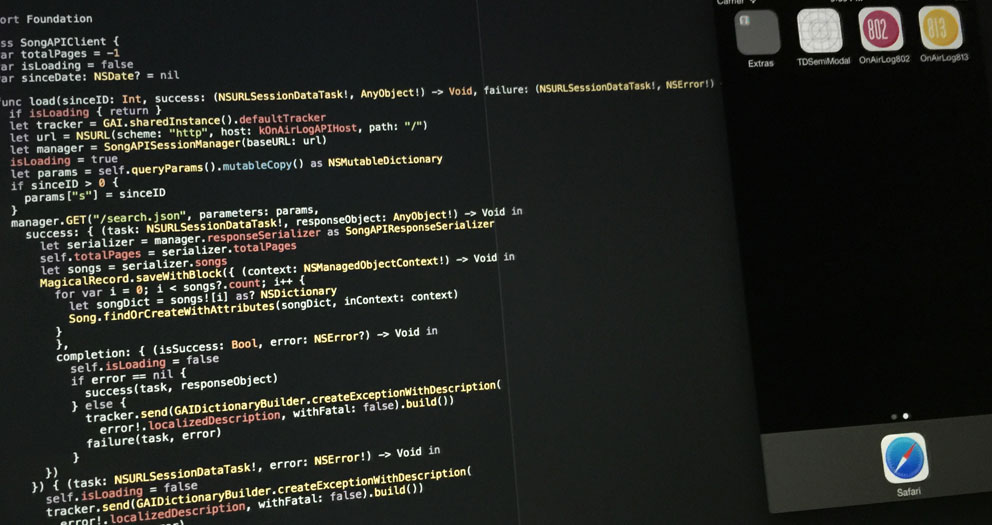 ort Foundation
ss SongAPIClient {
ar totalPages = -1
ar isLoading = false
ar sinceDate: NSDate? = nil
func load(sinceID: Int, success: (NSURLSessionDataTask!, AnyObject!) -> Void, failure: (NSURLSessionDataTask!, NSError!) -
if isLoading { return }
let tracker = GAI.sharedInstance().defaultTracker
let url = NSURL(scheme: "http", host: kOnAirLogAPIHost, path: "/")
let manager = SongAPISessionManager(baseURL: url)
isLoading = true
let params = self.queryParams().mutableCopy() as NSMutableDictionary
if sinceID > 0 {
params["s"] = sinceID
}
manager.GET("/search.json", parameters: params,
success: { (task: NSURLSessionDataTask!, responseObject: AnyObject!) -> Void in
let serializer = manager.responseSerializer as SongAPIResponseSerializer
self.totalPages = serializer.totalPages
let songs = serializer.songs
MagicalRecord.saveWithBlock({ (context: NSManagedObjectContext!) -> Void in
for var i = 0; i < songs?.count; i++ {
let songDict = songs![i] as? NSDictionary
Song.findOrCreateWithAttributes(songDict, inContext: context)
}
},
completion: { (isSuccess: Bool, error: NSError?) -> Void in
self.isLoading = false
if error == nil {
success(task, responseObject)
} else {
tracker.send(GAIDictionaryBuilder.createExceptionWithDescription(
error!.localizedDescription, withFatal: false).build())
failure(task, error)
}
})
}) { (task: NSURLSessionDataTask!, error: NSError!) -> Void in
self.isLoading = false
tracker.send(GAIDictionaryBuilder.createExceptionWithDescription(
error!.localizedDescription, withFatal: false).build())
Carrier
Extras
TDSemiModal
802
OnAirLog802
813
OnAirLog813
Safari